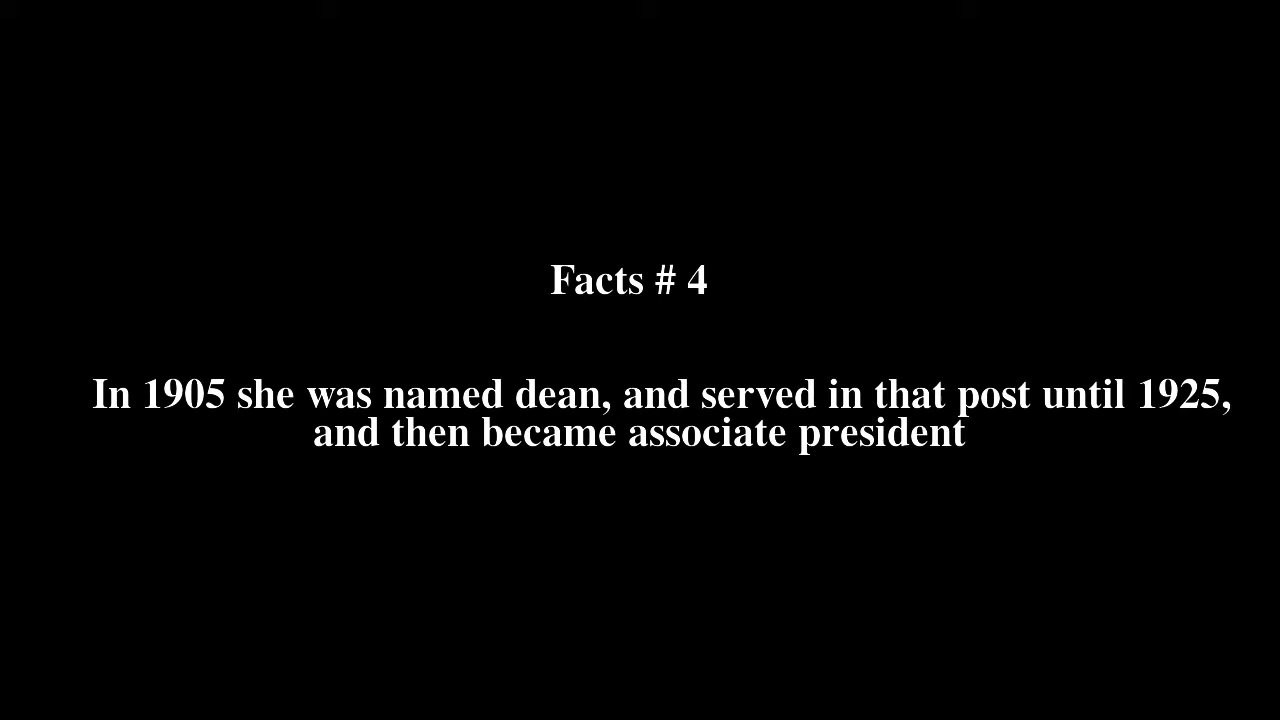 Facts # 4
In 1905 she was named dean, and served in that post until 1925,
and then became associate president